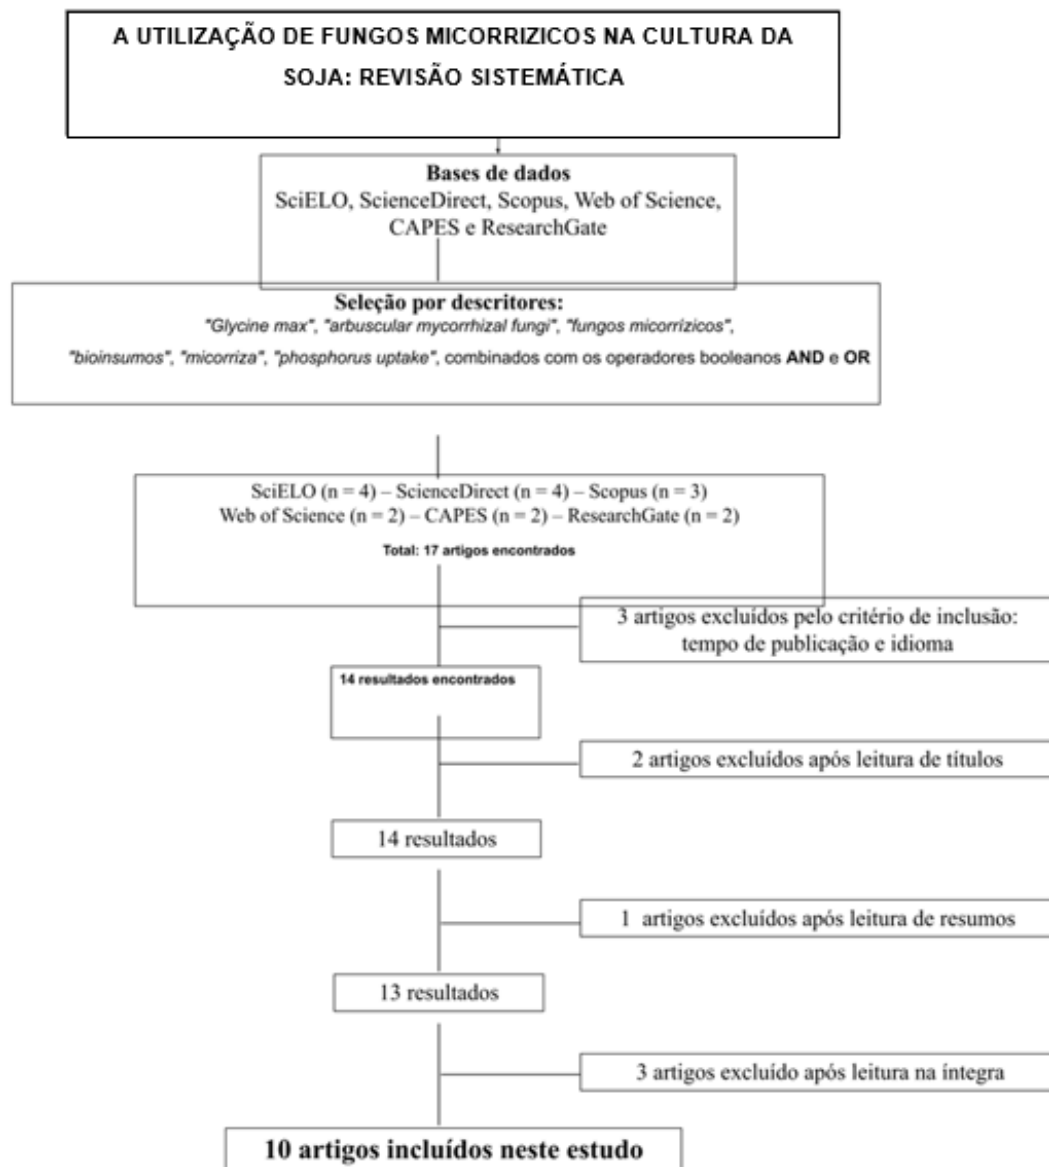 A UTILIZAÇÃO DE FUNGOS MICORRIZICOS NA CULTURA DA
SOJA: REVISÃO SISTEMÁTICA
Bases de dados
SciELO, ScienceDirect, Scopus, Web of Science,
CAPES e ResearchGate
Seleção por descritores:
"Glycine max", "arbuscular mycorrhizal fungi", "fungos micorrízicos",
"bioinsumos", "micorriza", "phosphorus uptake", combinados com os operadores booleanos AND e OR
SciELO (n = 4) – ScienceDirect (n = 4) – Scopus (n = 3)
Web of Science (n = 2) – CAPES (n = 2) – ResearchGate (n = 2)
Total: 17 artigos encontrados
3 artigos excluídos pelo critério de inclusão:
tempo de publicação e idioma
14 resultados encontrados
2 artigos excluídos após leitura de títulos
14 resultados
1 artigos excluídos após leitura de resumos
13 resultados
3 artigos excluído após leitura na íntegra
10 artigos incluídos neste estudo